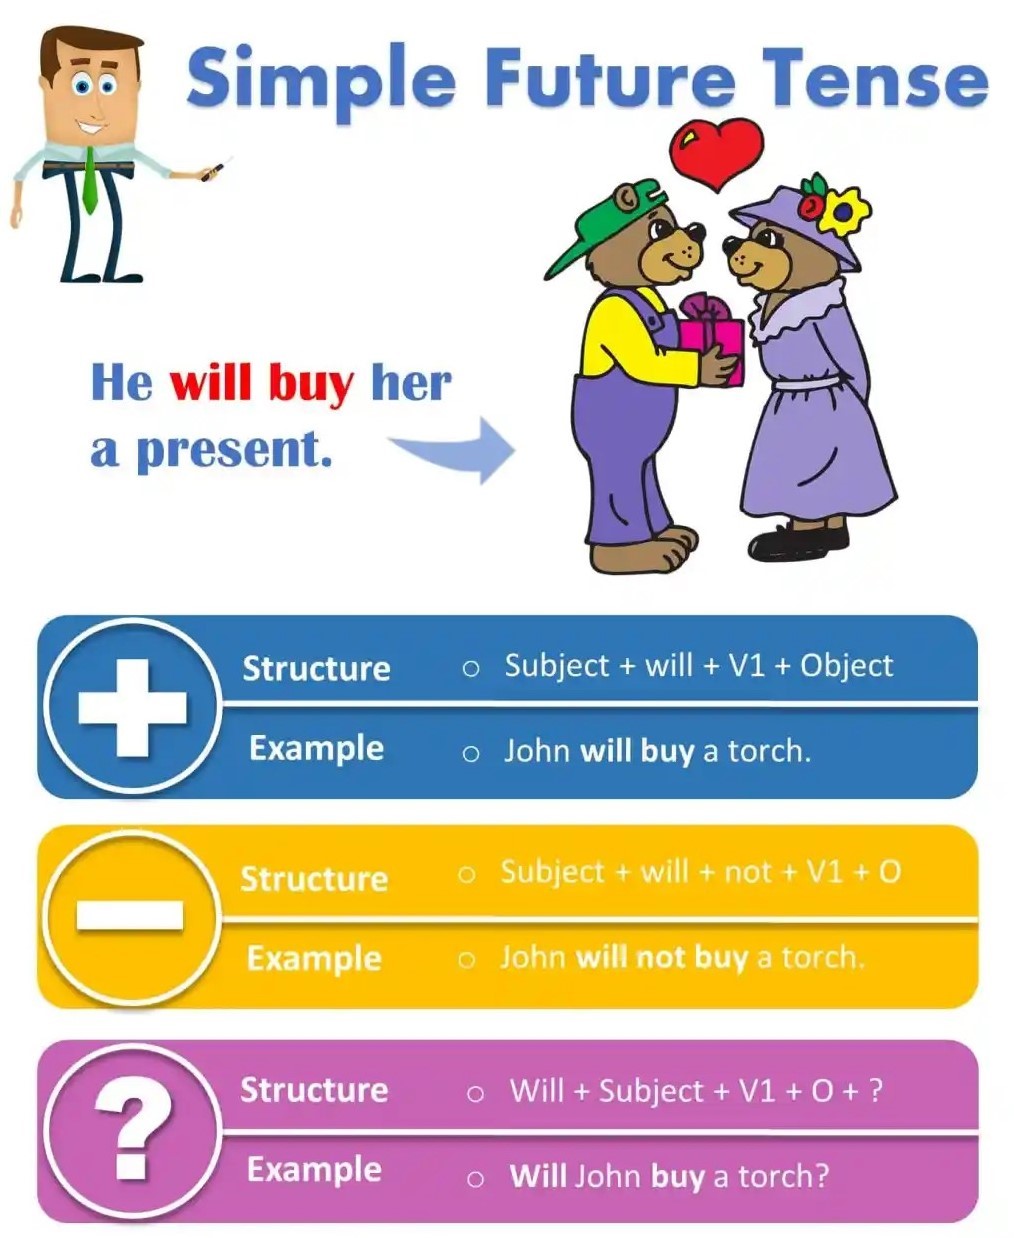 Simple Future Tense
He will buy her
a present.
Structure ○ Subject + will + V1 + Object
Example ○ John will buy a torch.
Structure ○ Subject + will + not + V1 + O
Example ○ John will not buy a torch.
?
Structure ○ Will + Subject + V1 + O + ?
Example ○ Will John buy a torch?